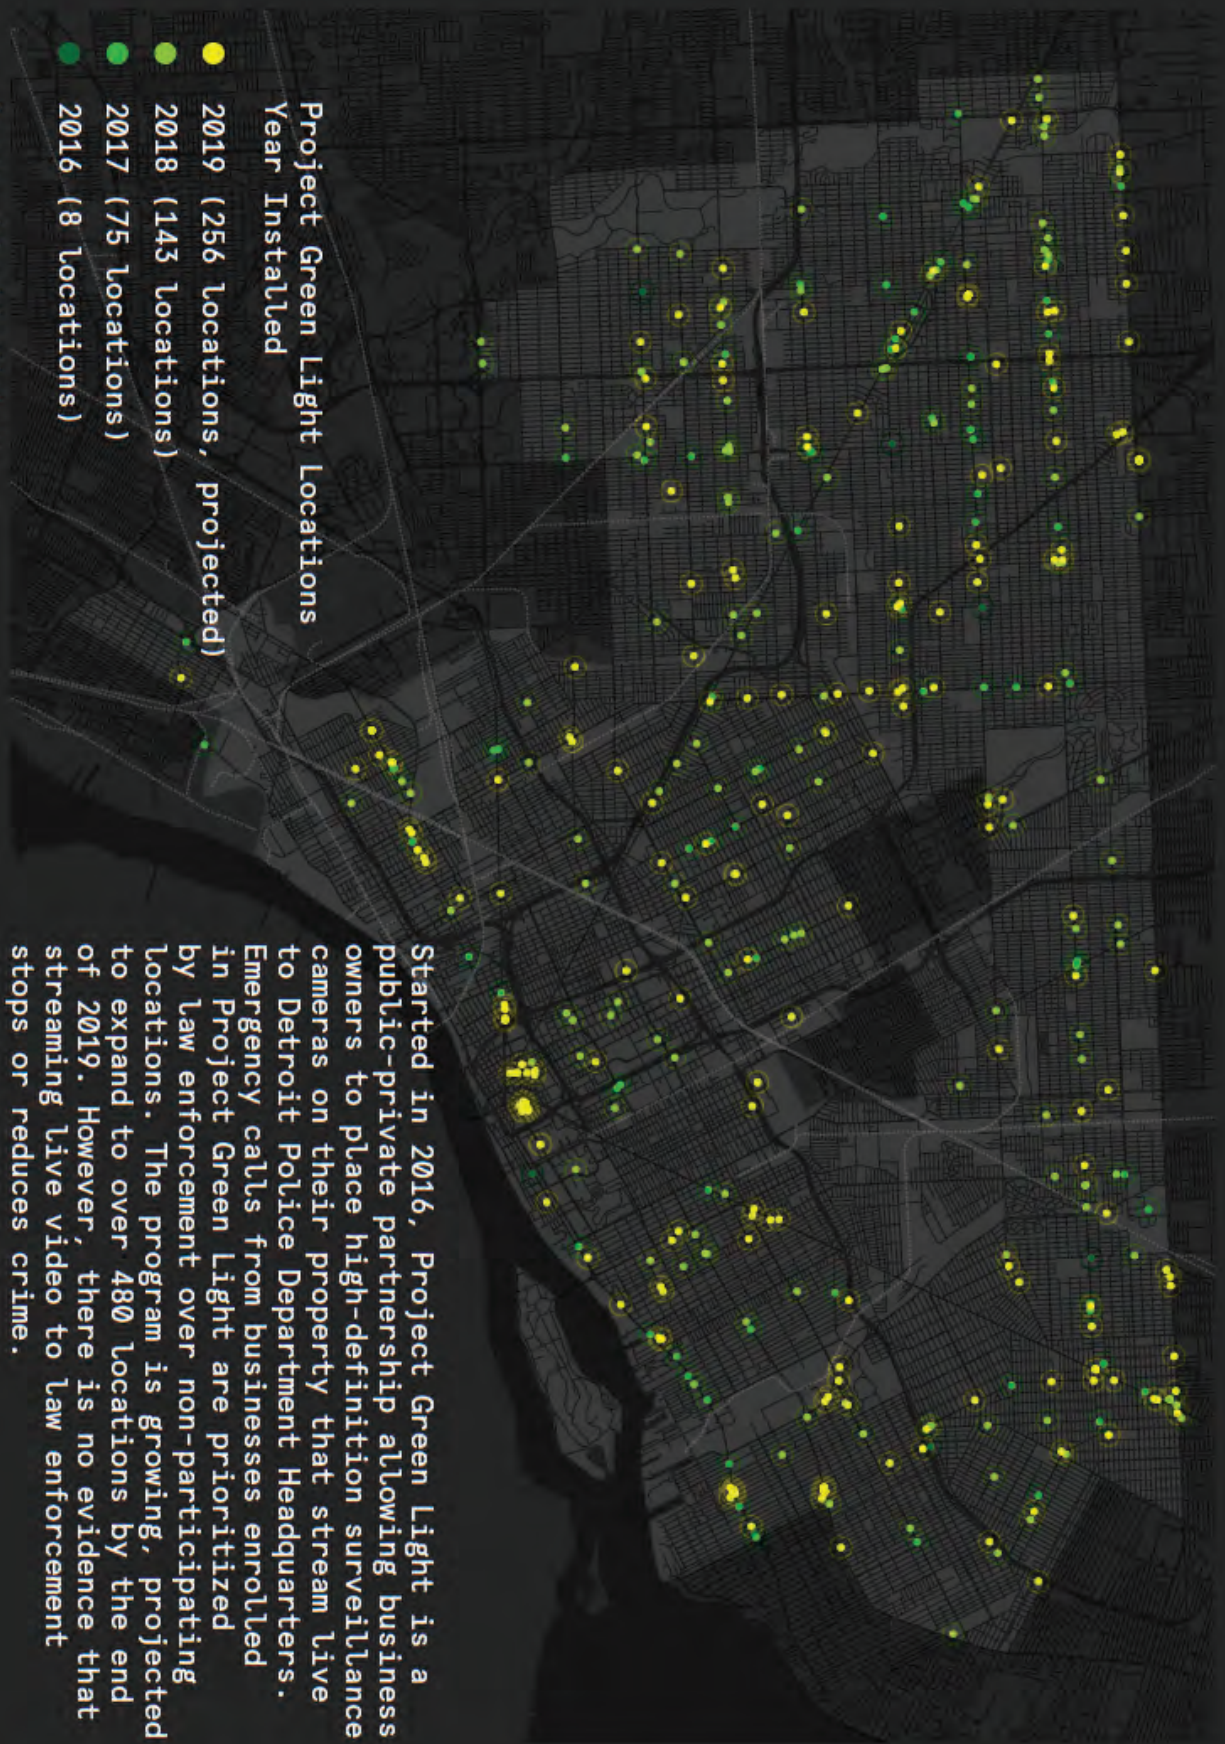 Project Green Light Locations
Year Installed
2019 (256 locations, projected)
2018 (143 locations)
2017 (75 locations)
2016 (8 locations)
Started in 2016, Project Green Light is a
public-private partnership allowing business
owners to place high-definition surveillance
cameras on their property that stream live
to Detroit Police Department Headquarters.
Emergency calls from businesses enrolled
in Project Green Light are prioritized
by law enforcement over non-participating
locations. The program is growing, projected
to expand to over 480 locations by the end
of 2019. However, there is no evidence that
streaming live video to law enforcement
stops or reduces crime.